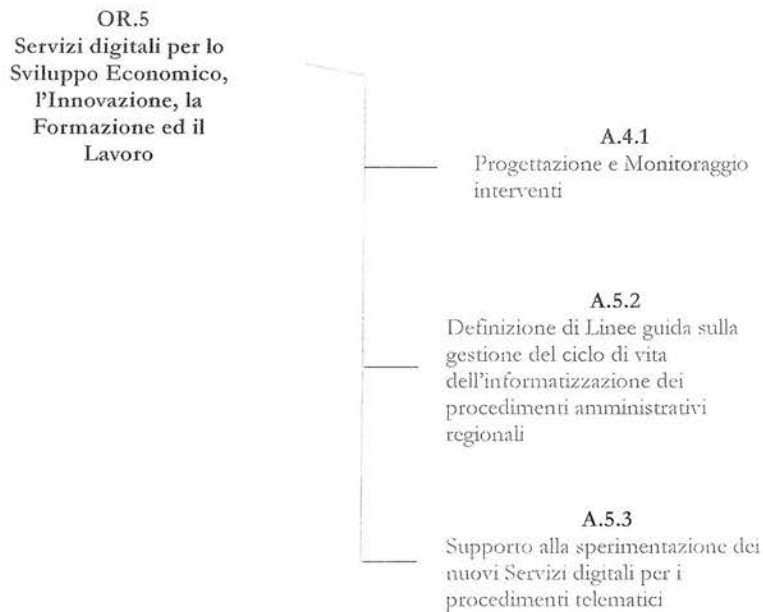 OR.5
Servizi digitali per lo
Sviluppo Economico,
l'Innovazione, la
Formazione ed il
Lavoro
A.4.1
Progettazione e Monitoraggio
interventi
A.5.2
Definizione di Linee guida sulla
gestione del ciclo di vita
dell'informatizzazione dei
procedimenti amministrativi
regionali
A.5.3
Supporto alla sperimentazione dei
nuovi Servizi digitali per i
procedimenti telematici